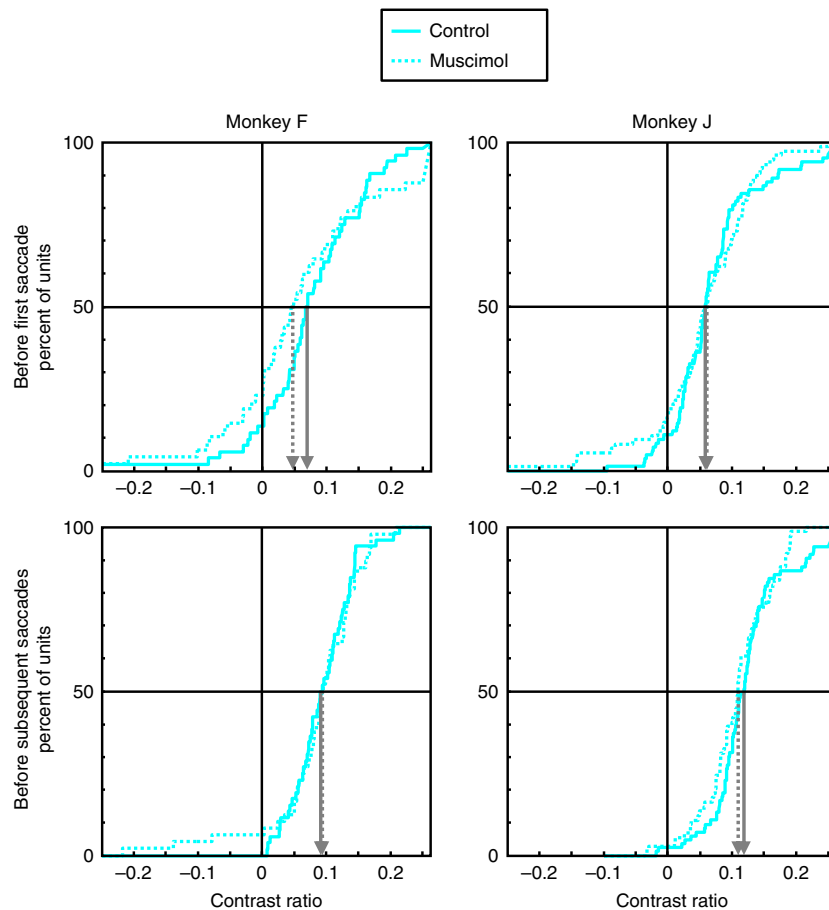 Control
Muscimol
Monkey F
Monkey J
Before first saccade
percent of units
100
50
0
–0.2 –0.1 0 0.1 0.2
100
50
0
–0.2 –0.1 0 0.1 0.2
Before subsequent saccades
percent of units
100
50
0
–0.2 –0.1 0 0.1 0.2
Contrast ratio
100
50
0
–0.2 –0.1 0 0.1 0.2
Contrast ratio